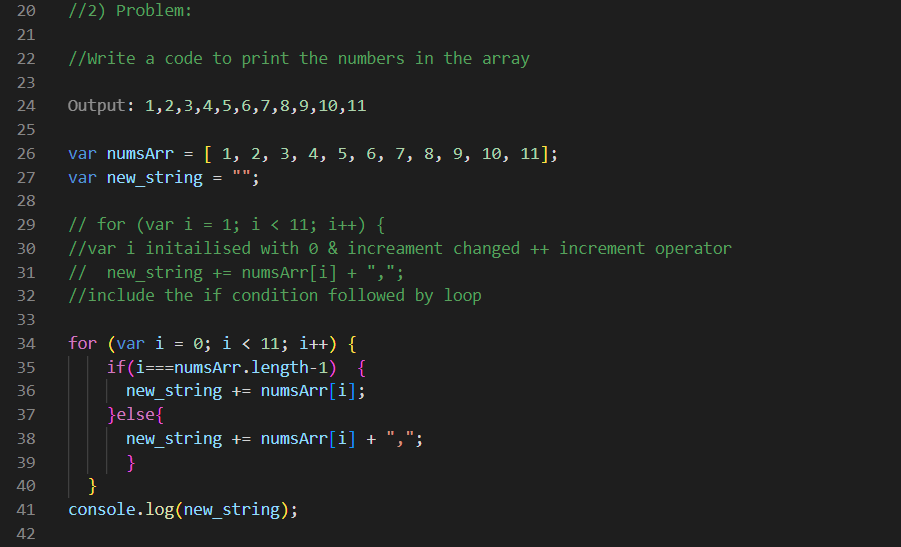 20 //2) Problem:
21
22 //Write a code to print the numbers in the array
23
24 Output: 1,2,3,4,5,6,7,8,9,10,11
25
26 var numsArr = [ 1, 2, 3, 4, 5, 6, 7, 8, 9, 10, 11];
27 var new_string = "";
28
29 // for (var i = 1; i < 11; i++) {
30 //var i initailised with 0 & increament changed ++ increment operator
31 //  new_string += numsArr[i] + ",";
32 //include the if condition followed by loop
33
34 for (var i = 0; i < 11; i++) {
35     if(i===numsArr.length-1)  {
36       new_string += numsArr[i];
37     }else{
38       new_string += numsArr[i] + ",";
39       }
40   }
41 console.log(new_string);
42